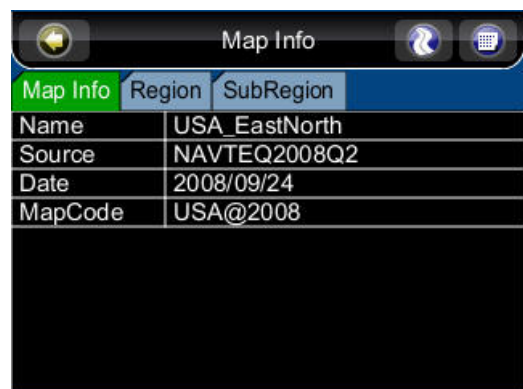 Map Info
Map Info Region SubRegion
Name USA_EastNorth
Source NAVTEQ2008Q2
Date 2008/09/24
MapCode USA@2008